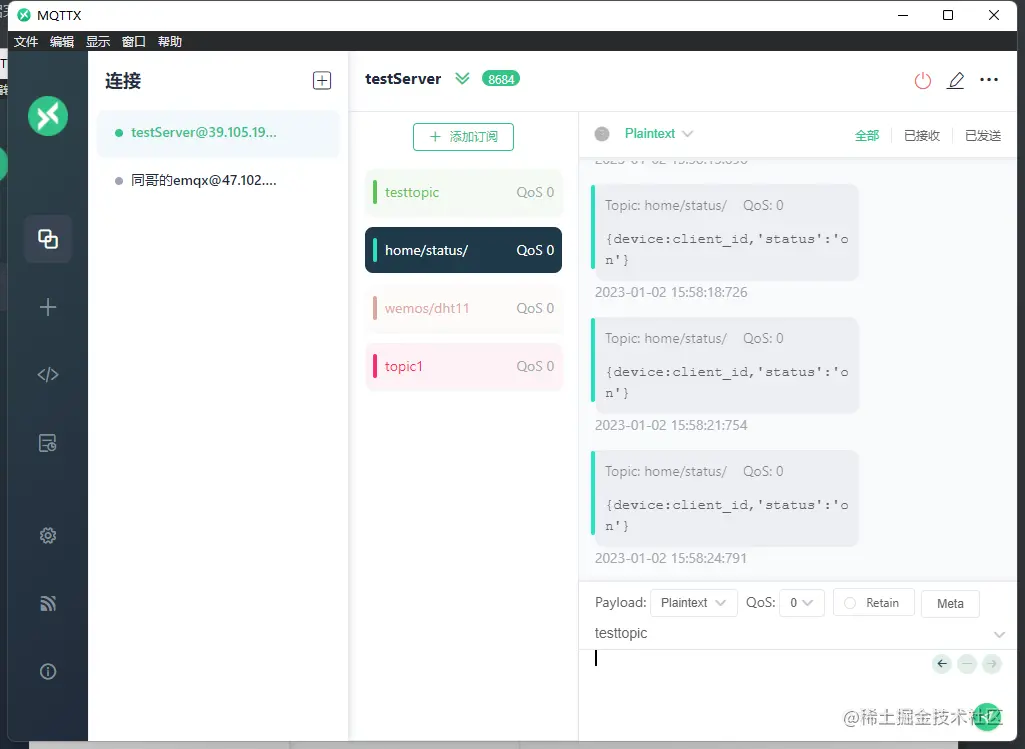 MQTTX
文件 编辑 显示 窗口 帮助
连接
testServer@39.105.19...
同哥的emqx@47.102....
testServer 8684
添加订阅
testtopic QoS 0
home/status/ QoS 0
wemos/dht11 QoS 0
topic1 QoS 0
Plaintext 全部 已接收 已发送
Topic: home/status/ QoS: 0
{device:client_id,'status':'o
n'}
2023-01-02 15:58:18:726
Topic: home/status/ QoS: 0
{device:client_id,'status':'o
n'}
2023-01-02 15:58:21:754
Topic: home/status/ QoS: 0
{device:client_id,'status':'o
n'}
2023-01-02 15:58:24:791
Payload: Plaintext QoS: 0 Retain Meta
testtopic
@稀土掘金技术社区